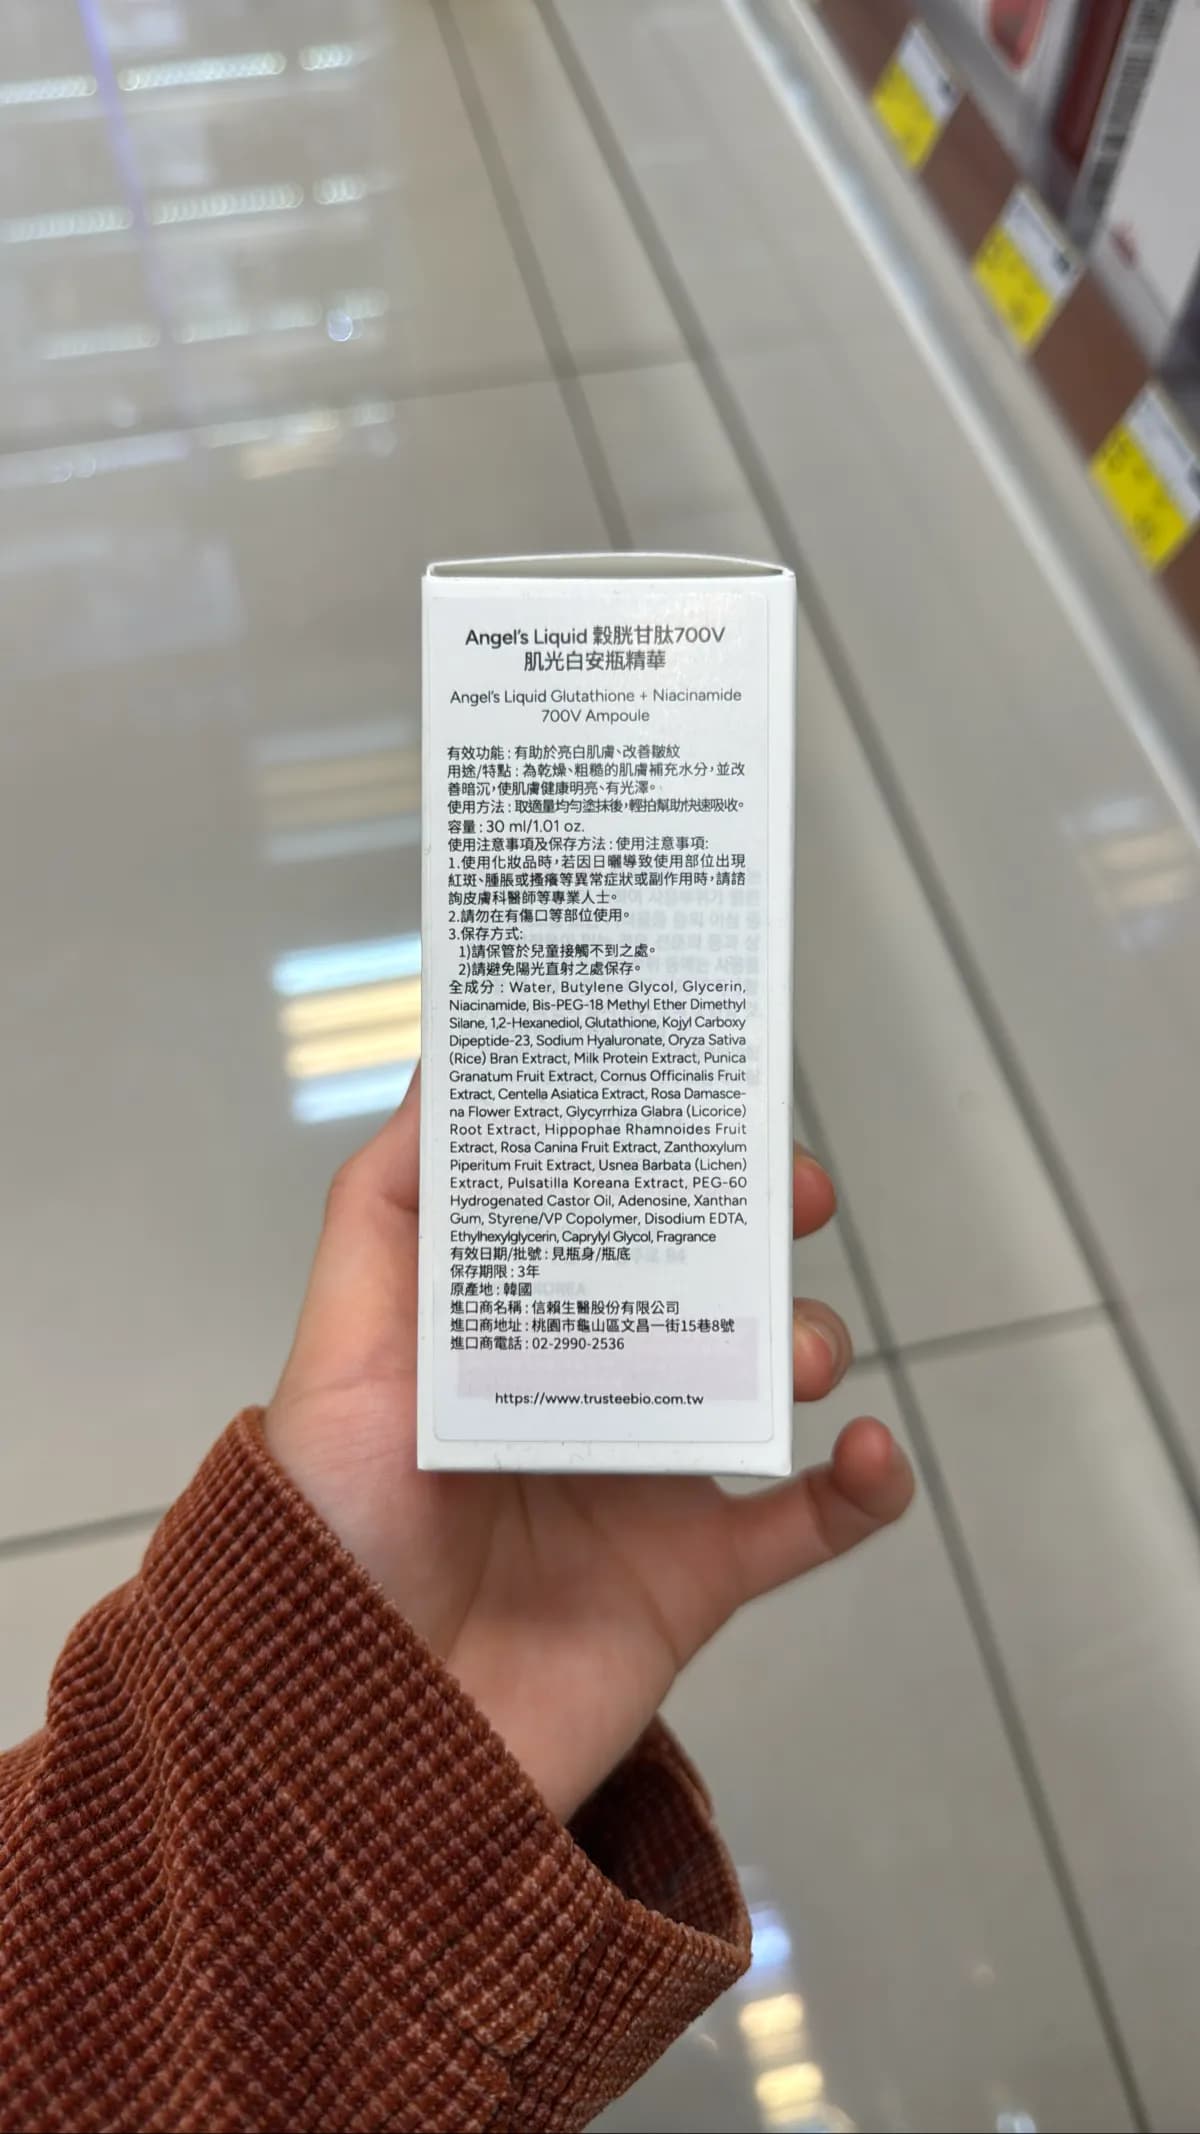 Angel's Liquid 穀胱甘肽700V
肌光白安瓶精華
Angel's Liquid Glutathione + Niacinamide
700V Ampoule
有效功能:有助於亮白肌膚、改善皺紋
用途/特點:為乾燥、粗糙的肌膚補充水分,並改
善暗沉,使肌膚健康明亮、有光澤。
使用方法:取適量均勻塗抹後,輕拍幫助快速吸收。
容量:30 ml/1.01 oz.
使用注意事項及保存方法:使用注意事項:
1.使用化妝品時,若因日曬導致使用部位出現
紅斑、腫脹或搔癢等異常症狀或副作用時,請諮
詢皮膚科醫師等專業人士。
2.請勿在有傷口等部位使用。
3.保存方式:
1)請保管於兒童接觸不到之處。
2)請避免陽光直射之處保存。
全成分:Water, Butylene Glycol, Glycerin,
Niacinamide, Bis-PEG-18 Methyl Ether Dimethyl
Silane, 1,2-Hexanediol, Glutathione, Kojyl Carboxy
Dipeptide-23, Sodium Hyaluronate, Oryza Sativa
(Rice) Bran Extract, Milk Protein Extract, Punica
Granatum Fruit Extract, Cornus Officinalis Fruit
Extract, Centella Asiatica Extract, Rosa Damasce-
na Flower Extract, Glycyrrhiza Glabra (Licorice)
Root Extract, Hippophae Rhamnoides Fruit
Extract, Rosa Canina Fruit Extract, Zanthoxylum
Piperitum Fruit Extract, Usnea Barbata (Lichen)
Extract, Pulsatilla Koreana Extract, PEG-60
Hydrogenated Castor Oil, Adenosine, Xanthan
Gum, Styrene/VP Copolymer, Disodium EDTA,
Ethylhexylglycerin, Caprylyl Glycol, Fragrance
有效日期/批號:見瓶身/瓶底
保存期限:3年
原產地:韓國
進口商名稱:信賴生醫股份有限公司
進口商地址:桃園市龜山區文昌一街15巷8號
進口商電話:02-2990-2536
https://www.trusteebio.com.tw